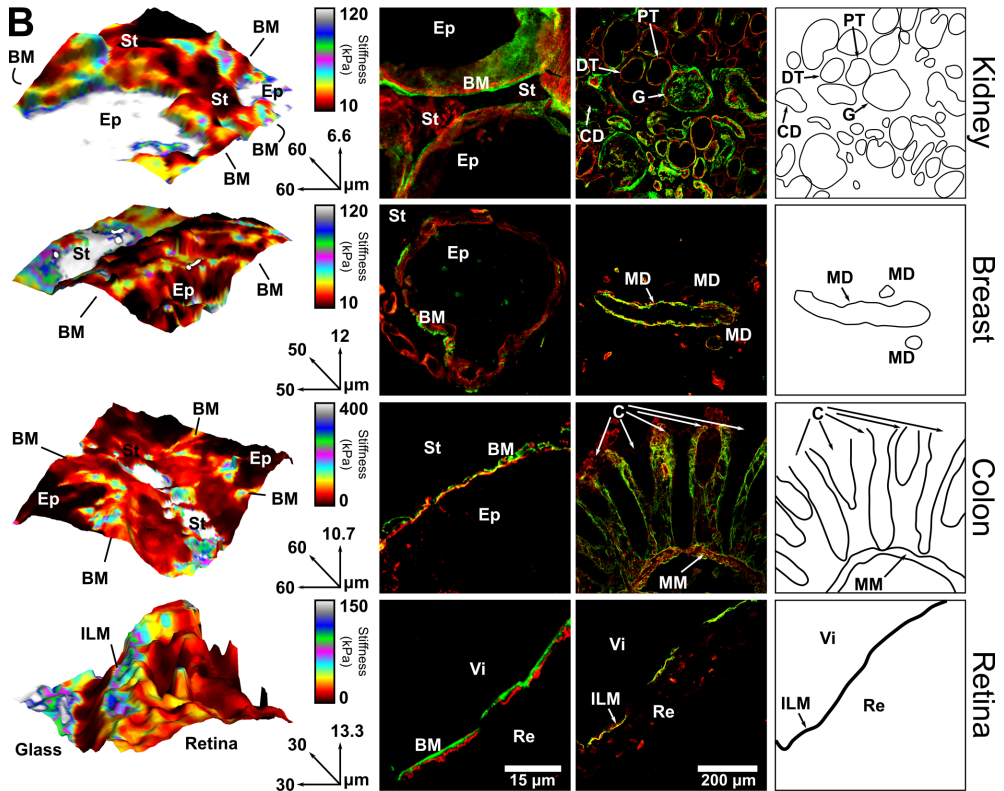 B
BM
St
BM
Ep
St
Ep
BM
BM
120
Stiffness
(kPa)
10
6.6
60
60
µm
Ep
BM
St
St
Ep
PT
DT
G
CD
PT
DT
G
CD
Kidney
St
Ep
BM
BM
120
Stiffness
(kPa)
10
12
50
50
µm
St
Ep
BM
MD
MD
MD
MD
MD
MD
Breast
BM
BM
St
Ep
Ep
BM
St
BM
400
Stiffness
(kPa)
0
10.7
60
60
µm
St
BM
Ep
C
MM
C
MM
Colon
ILM
Glass
Retina
150
Stiffness
(kPa)
0
13.3
30
30
µm
Vi
BM
Re
15 µm
Vi
ILM
Re
200 µm
Vi
ILM
Re
Retina